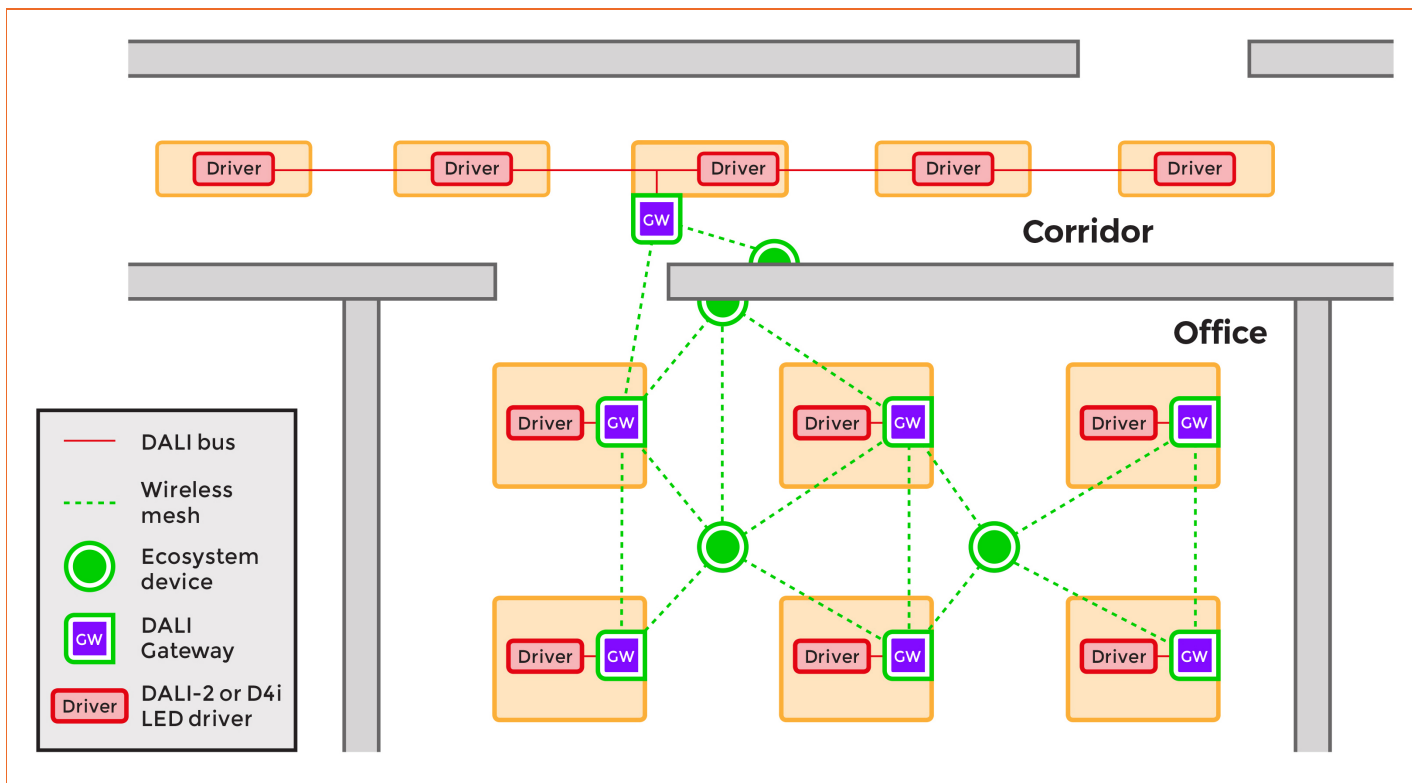 Driver
Driver
Driver
Driver
Driver
GW
Corridor
Office
Driver
GW
Driver
GW
Driver
GW
DALI bus
Wireless
mesh
Ecosystem
device
DALI
Gateway
GW
DALI-2 or D4i
LED driver
Driver
Driver
GW
Driver
GW
Driver
GW